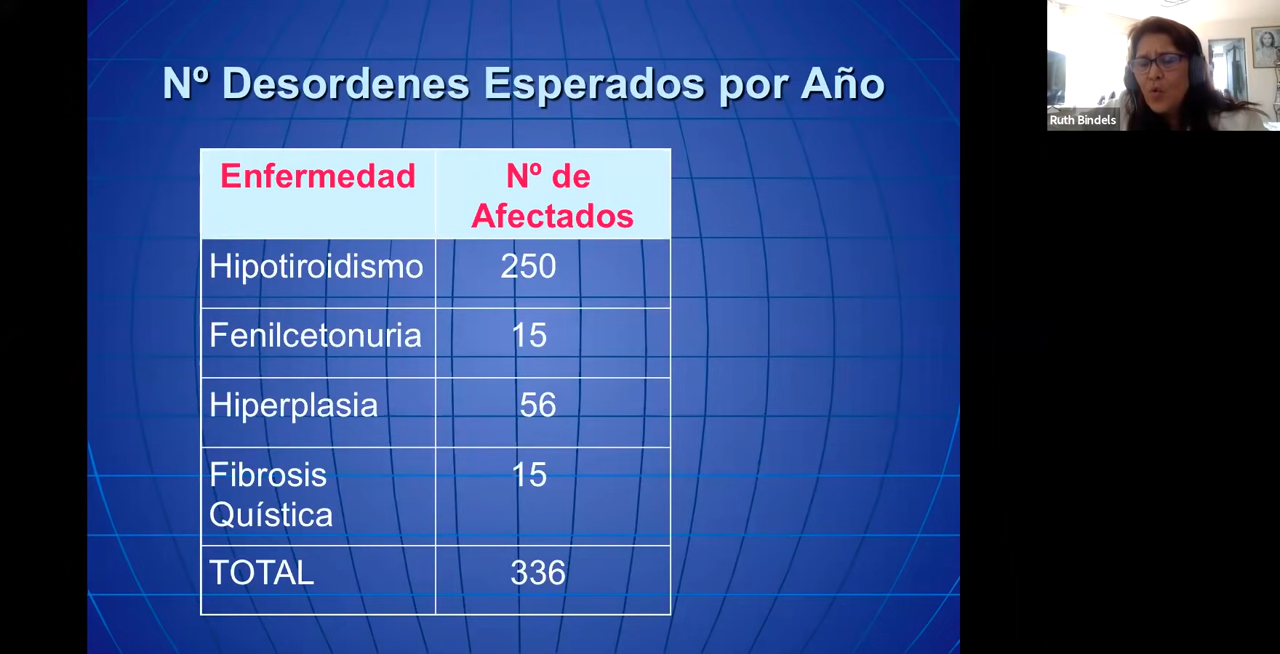 Nº Desordenes Esperados por Año
Enfermedad
Nº de
Afectados
Hipotiroidismo
250
Fenilcetonuria
15
Hiperplasia
56
Fibrosis
Quística
15
TOTAL
336
Ruth Bindels